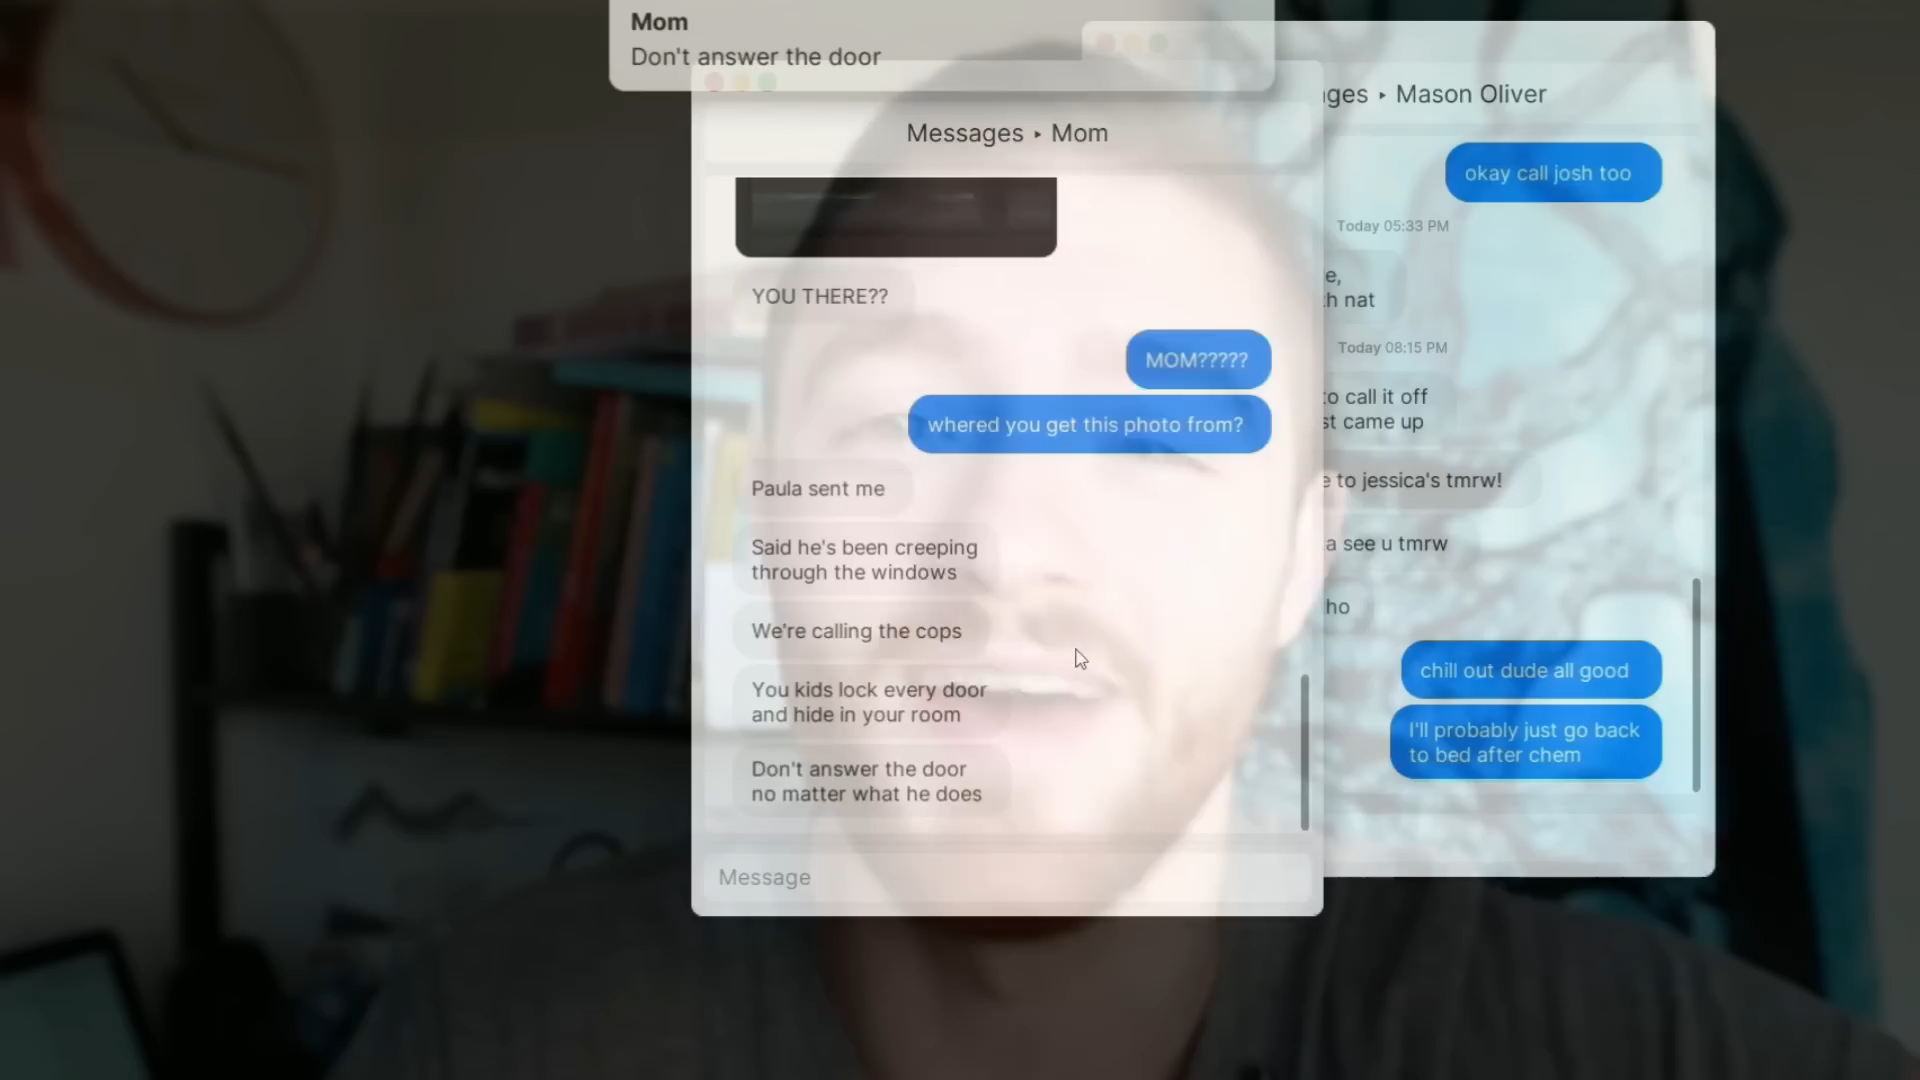 Mom
Don't answer the door
Messages ▸ Mom
YOU THERE??
MOM?????
whered you get this photo from?
Paula sent me
Said he's been creeping
through the windows
We're calling the cops
You kids lock every door
and hide in your room
Don't answer the door
no matter what he does
Message
ges ▸ Mason Oliver
okay call josh too
Today 05:33 PM
e,
th nat
Today 08:15 PM
to call it off
st came up
e to jessica's tmrw!
a see u tmrw
ho
chill out dude all good
I'll probably just go back
to bed after chem